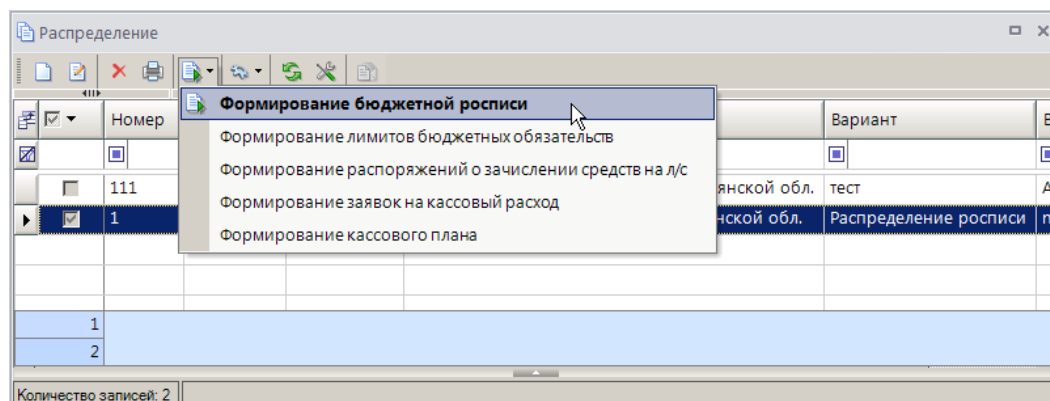 Распределение
Формирование бюджетной росписи
Номер
Вариант
Формирование лимитов бюджетных обязательств
Формирование распоряжений о зачислении средств на л/с
111
янской обл.
тест
Формирование заявок на кассовый расход
1
нской обл.
Распределение росписи
Формирование кассового плана
1
2
Количество записей: 2